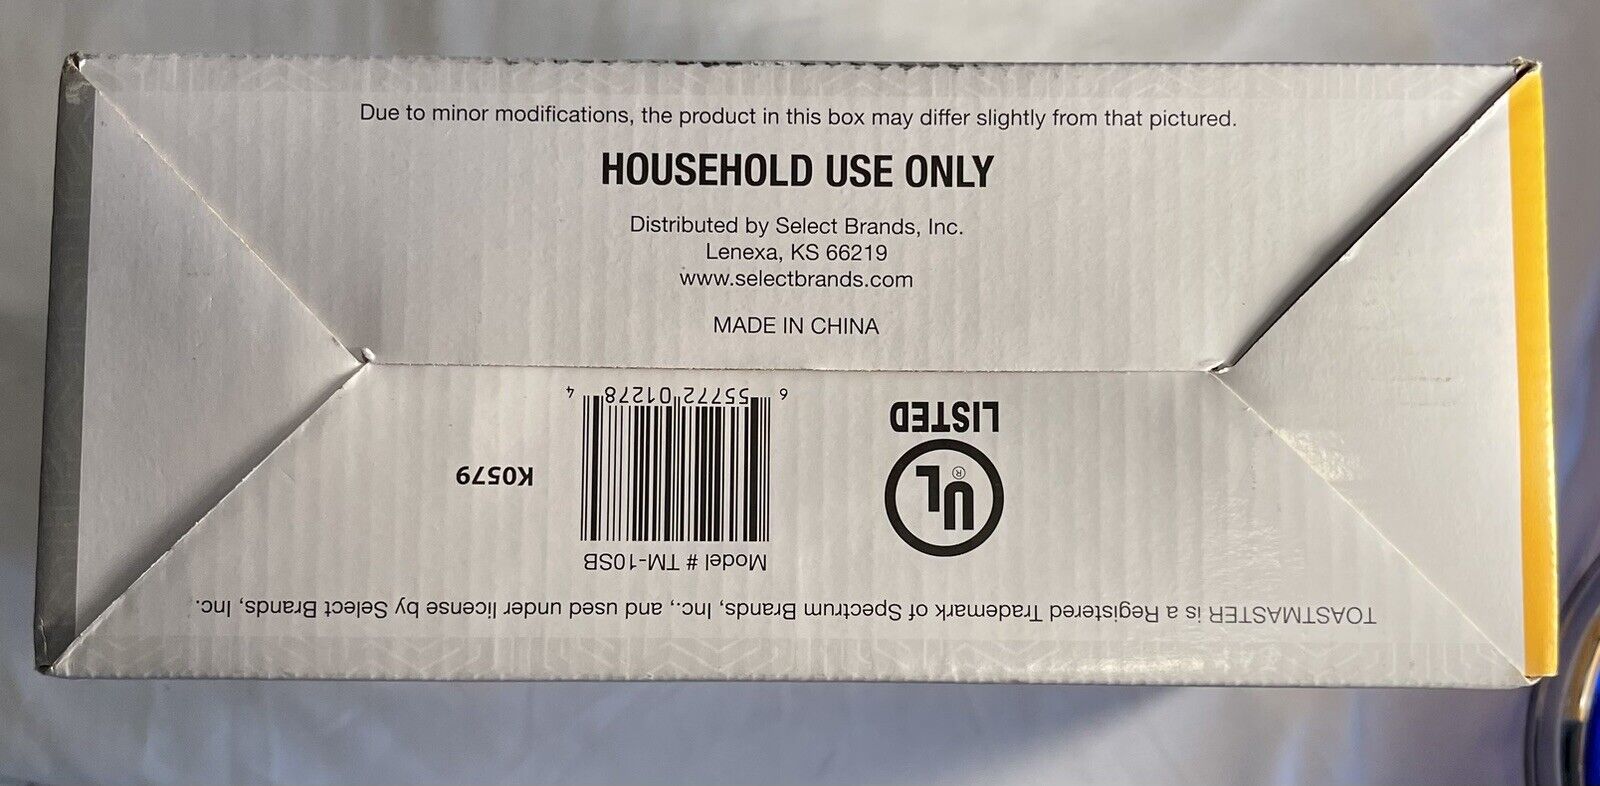 Due to minor modifications, the product in this box may differ slightly from that pictured.
HOUSEHOLD USE ONLY
Distributed by Select Brands, Inc.
Lenexa, KS 66219
www.selectbrands.com
MADE IN CHINA
TOASTMASTER is a Registered Trademark of Spectrum Brands, Inc., and used under license by Select Brands, Inc.
UL®
LISTED
Model # TM-10SB
6 55772 01278 4
K0579